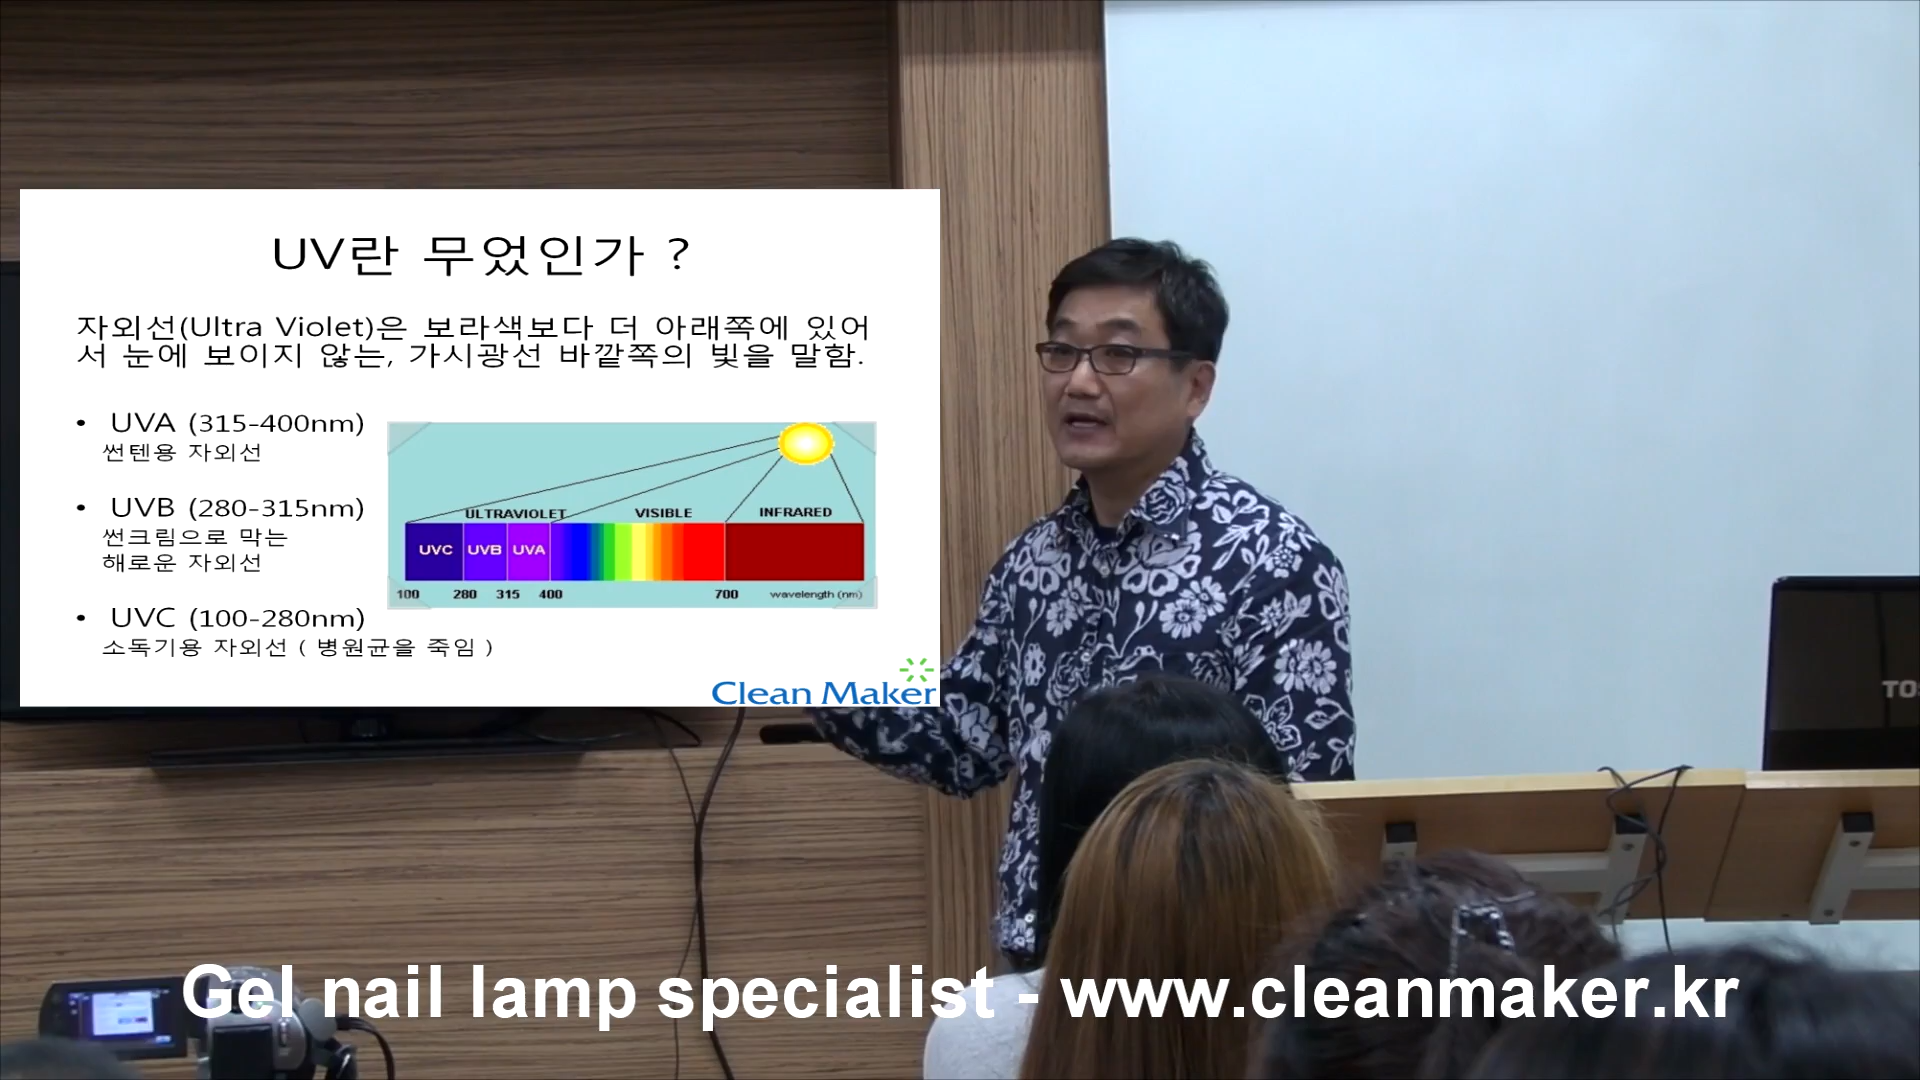 UV란 무엇인가 ?
자외선(Ultra Violet)은 보라색보다 더 아래쪽에 있어
서 눈에 보이지 않는, 가시광선 바깥쪽의 빛을 말함.
• UVA (315-400nm)
썬텐용 자외선
• UVB (280-315nm)
썬크림으로 막는
해로운 자외선
• UVC (100-280nm)
소독기용 자외선 ( 병원균을 죽임 )
ULTRAVIOLET VISIBLE INFRARED
UVC UVB UVA
100 280 315 400 700 wavelength (nm)
Clean Maker
TOS
Gel nail lamp specialist - www.cleanmaker.kr